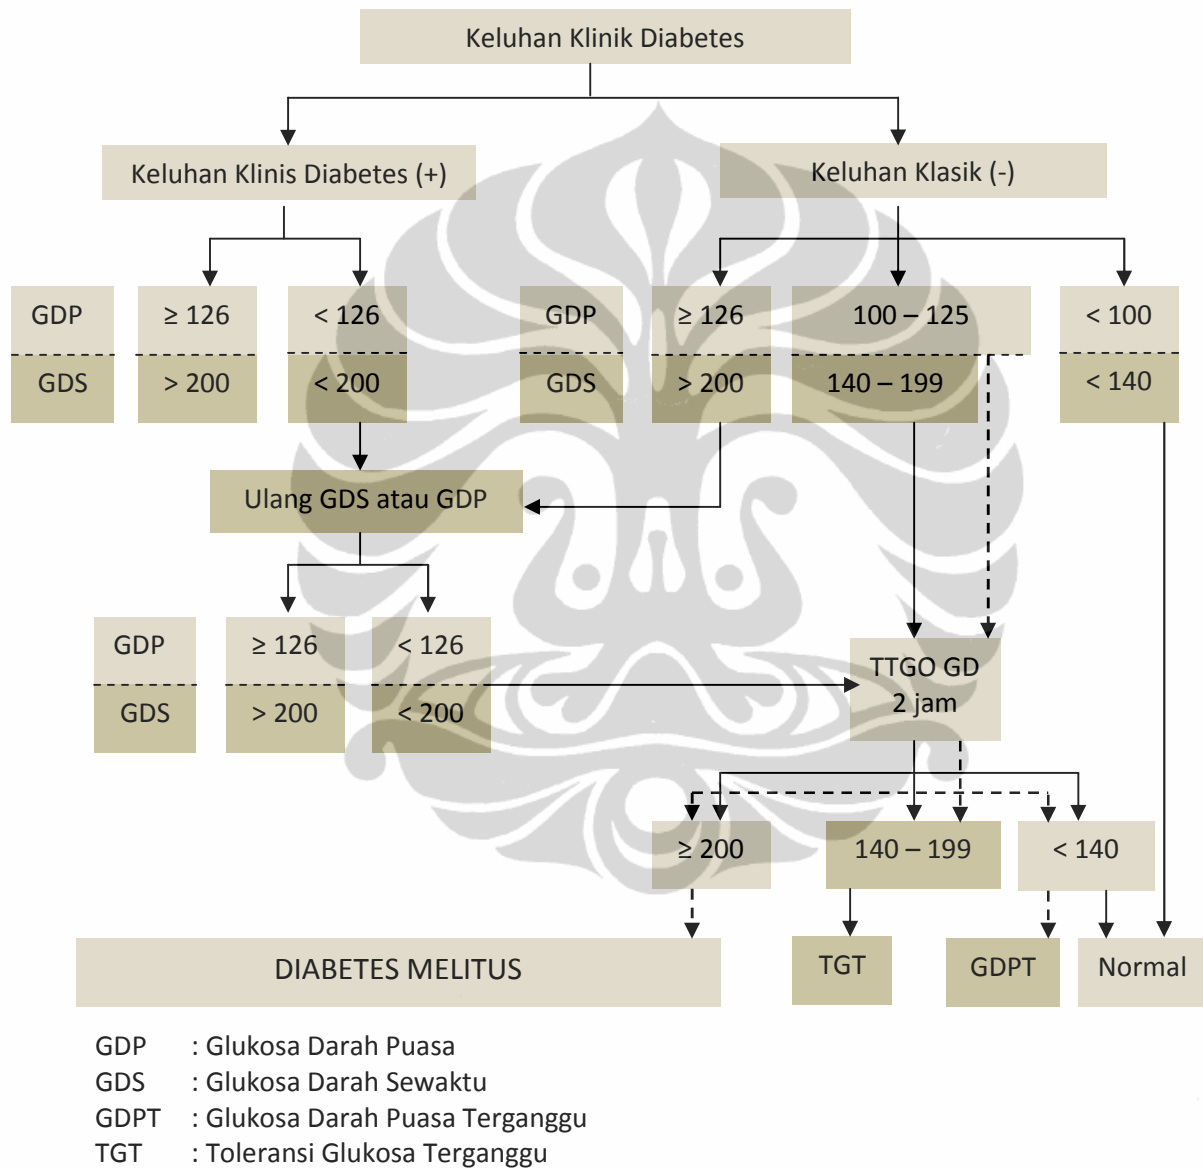 Keluhan Klinik Diabetes
Keluhan Klinis Diabetes (+)
Keluhan Klasik (-)
GDP ≥ 126 < 126 GDP ≥ 126 100 – 125 < 100
GDS > 200 < 200 GDS > 200 140 – 199 < 140
Ulang GDS atau GDP
GDP ≥ 126 < 126
GDS > 200 < 200
TTGO GD
2 jam
≥ 200 140 – 199 < 140
DIABETES MELITUS TGT GDPT Normal
GDP : Glukosa Darah Puasa
GDS : Glukosa Darah Sewaktu
GDPT : Glukosa Darah Puasa Terganggu
TGT : Toleransi Glukosa Terganggu